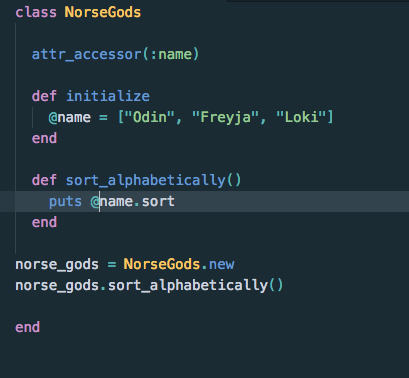 class NorseGods
attr_accessor(:name)
def initialize
@name = ["Odin", "Freyja", "Loki"]
end
def sort_alphabetically()
puts @name.sort
end
norse_gods = NorseGods.new
norse_gods.sort_alphabetically()
end